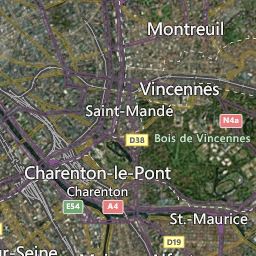 Montreuil
Vincennes
Saint-Mandé
N4a
D38
Bois de Vincennes
Charenton-le-Pont
Charenton
E54
A4
St.-Maurice
D19
ur-Seine